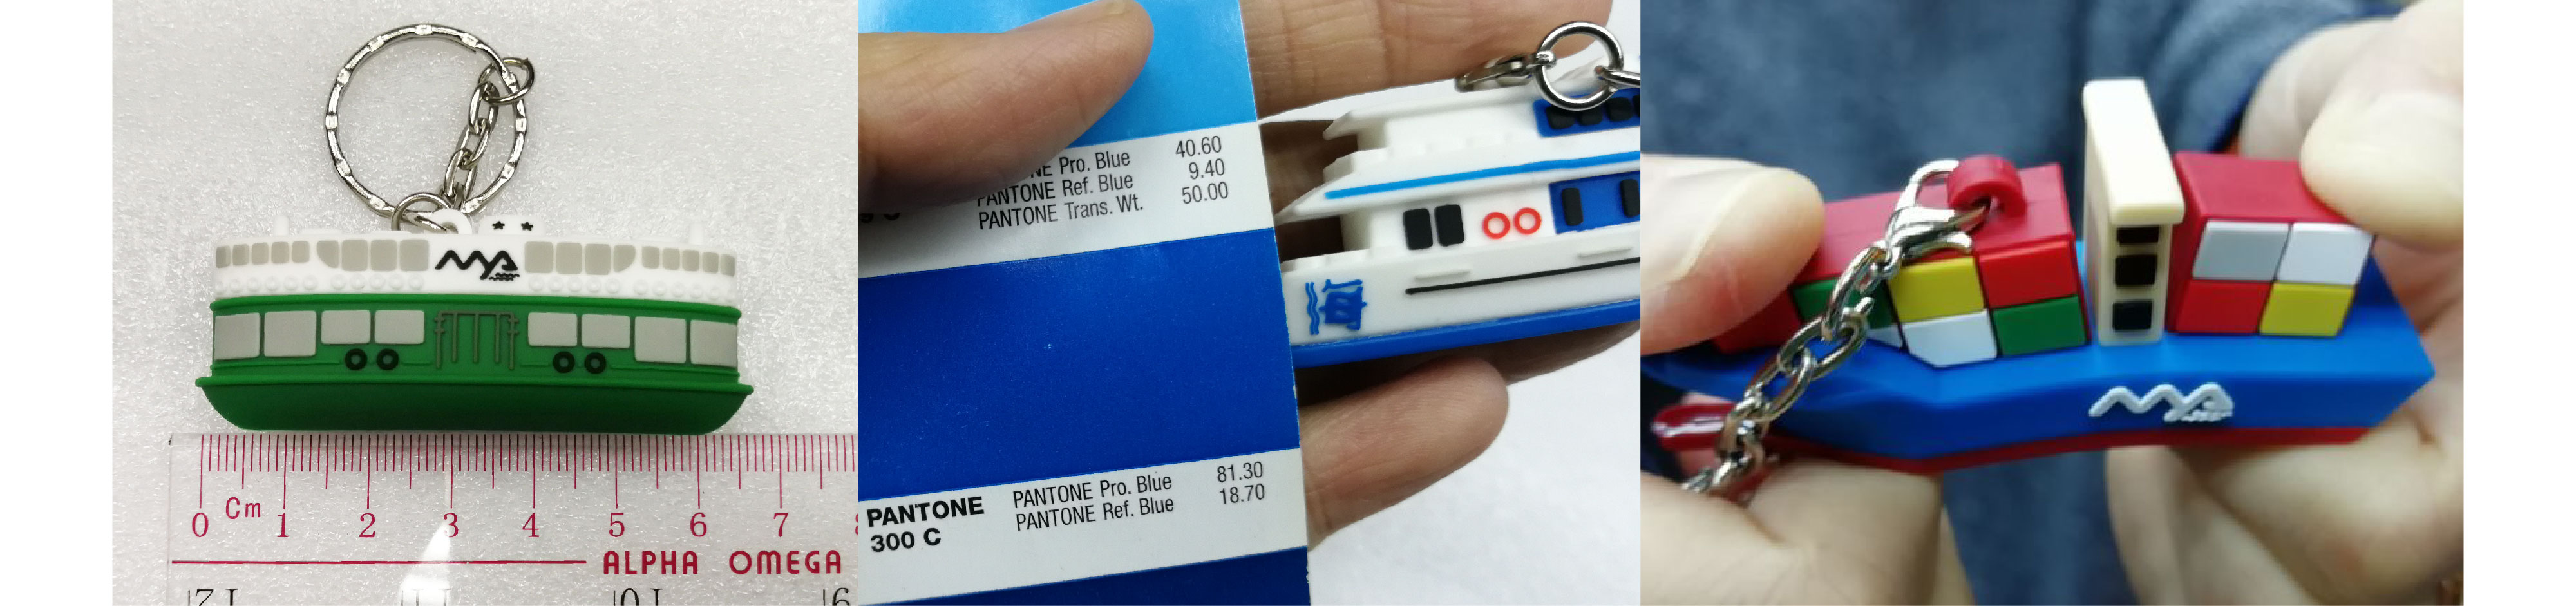 MYA
0 Cm 1 2 3 4 5 6 7
ALPHA OMEGA
PANTONE Pro. Blue 40.60
PANTONE Ref. Blue 9.40
PANTONE Trans. Wt. 50.00
PANTONE
300 C
PANTONE Pro. Blue 81.30
PANTONE Ref. Blue 18.70
MYA